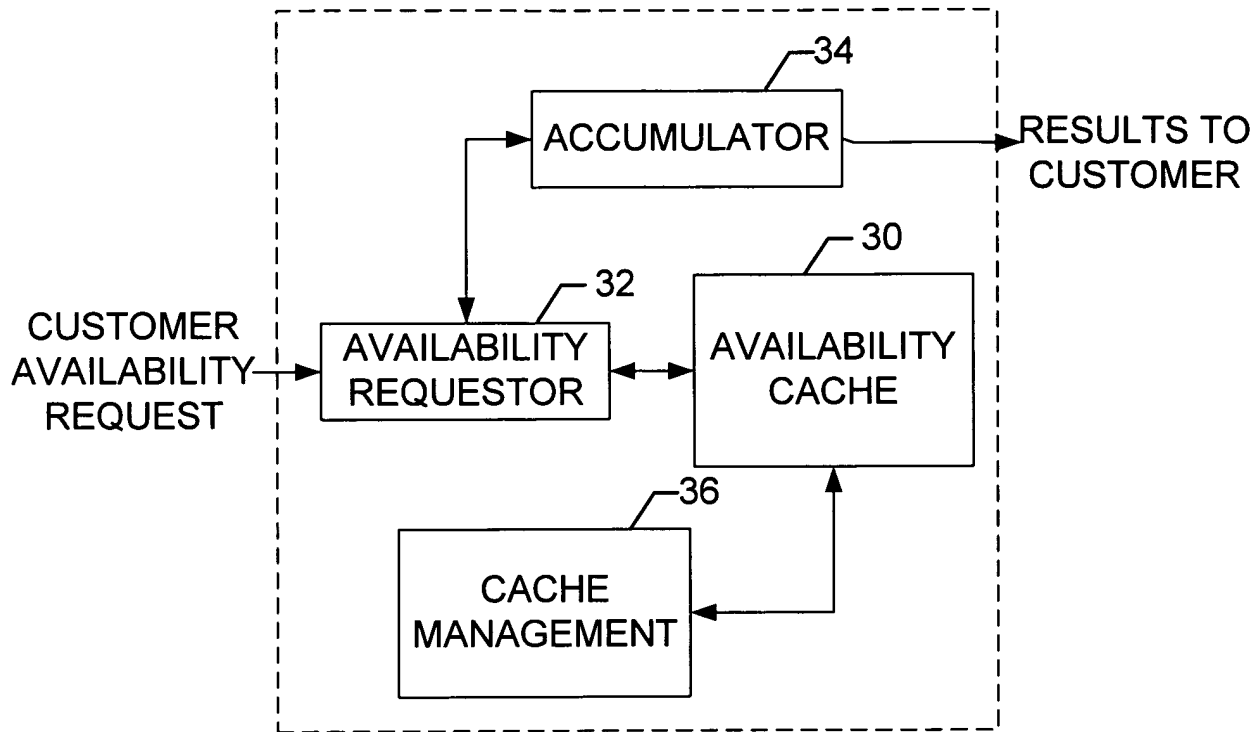 34
ACCUMULATOR
RESULTS TO
CUSTOMER
30
AVAILABILITY
CACHE
32
AVAILABILITY
REQUESTOR
CUSTOMER
AVAILABILITY
REQUEST
36
CACHE
MANAGEMENT